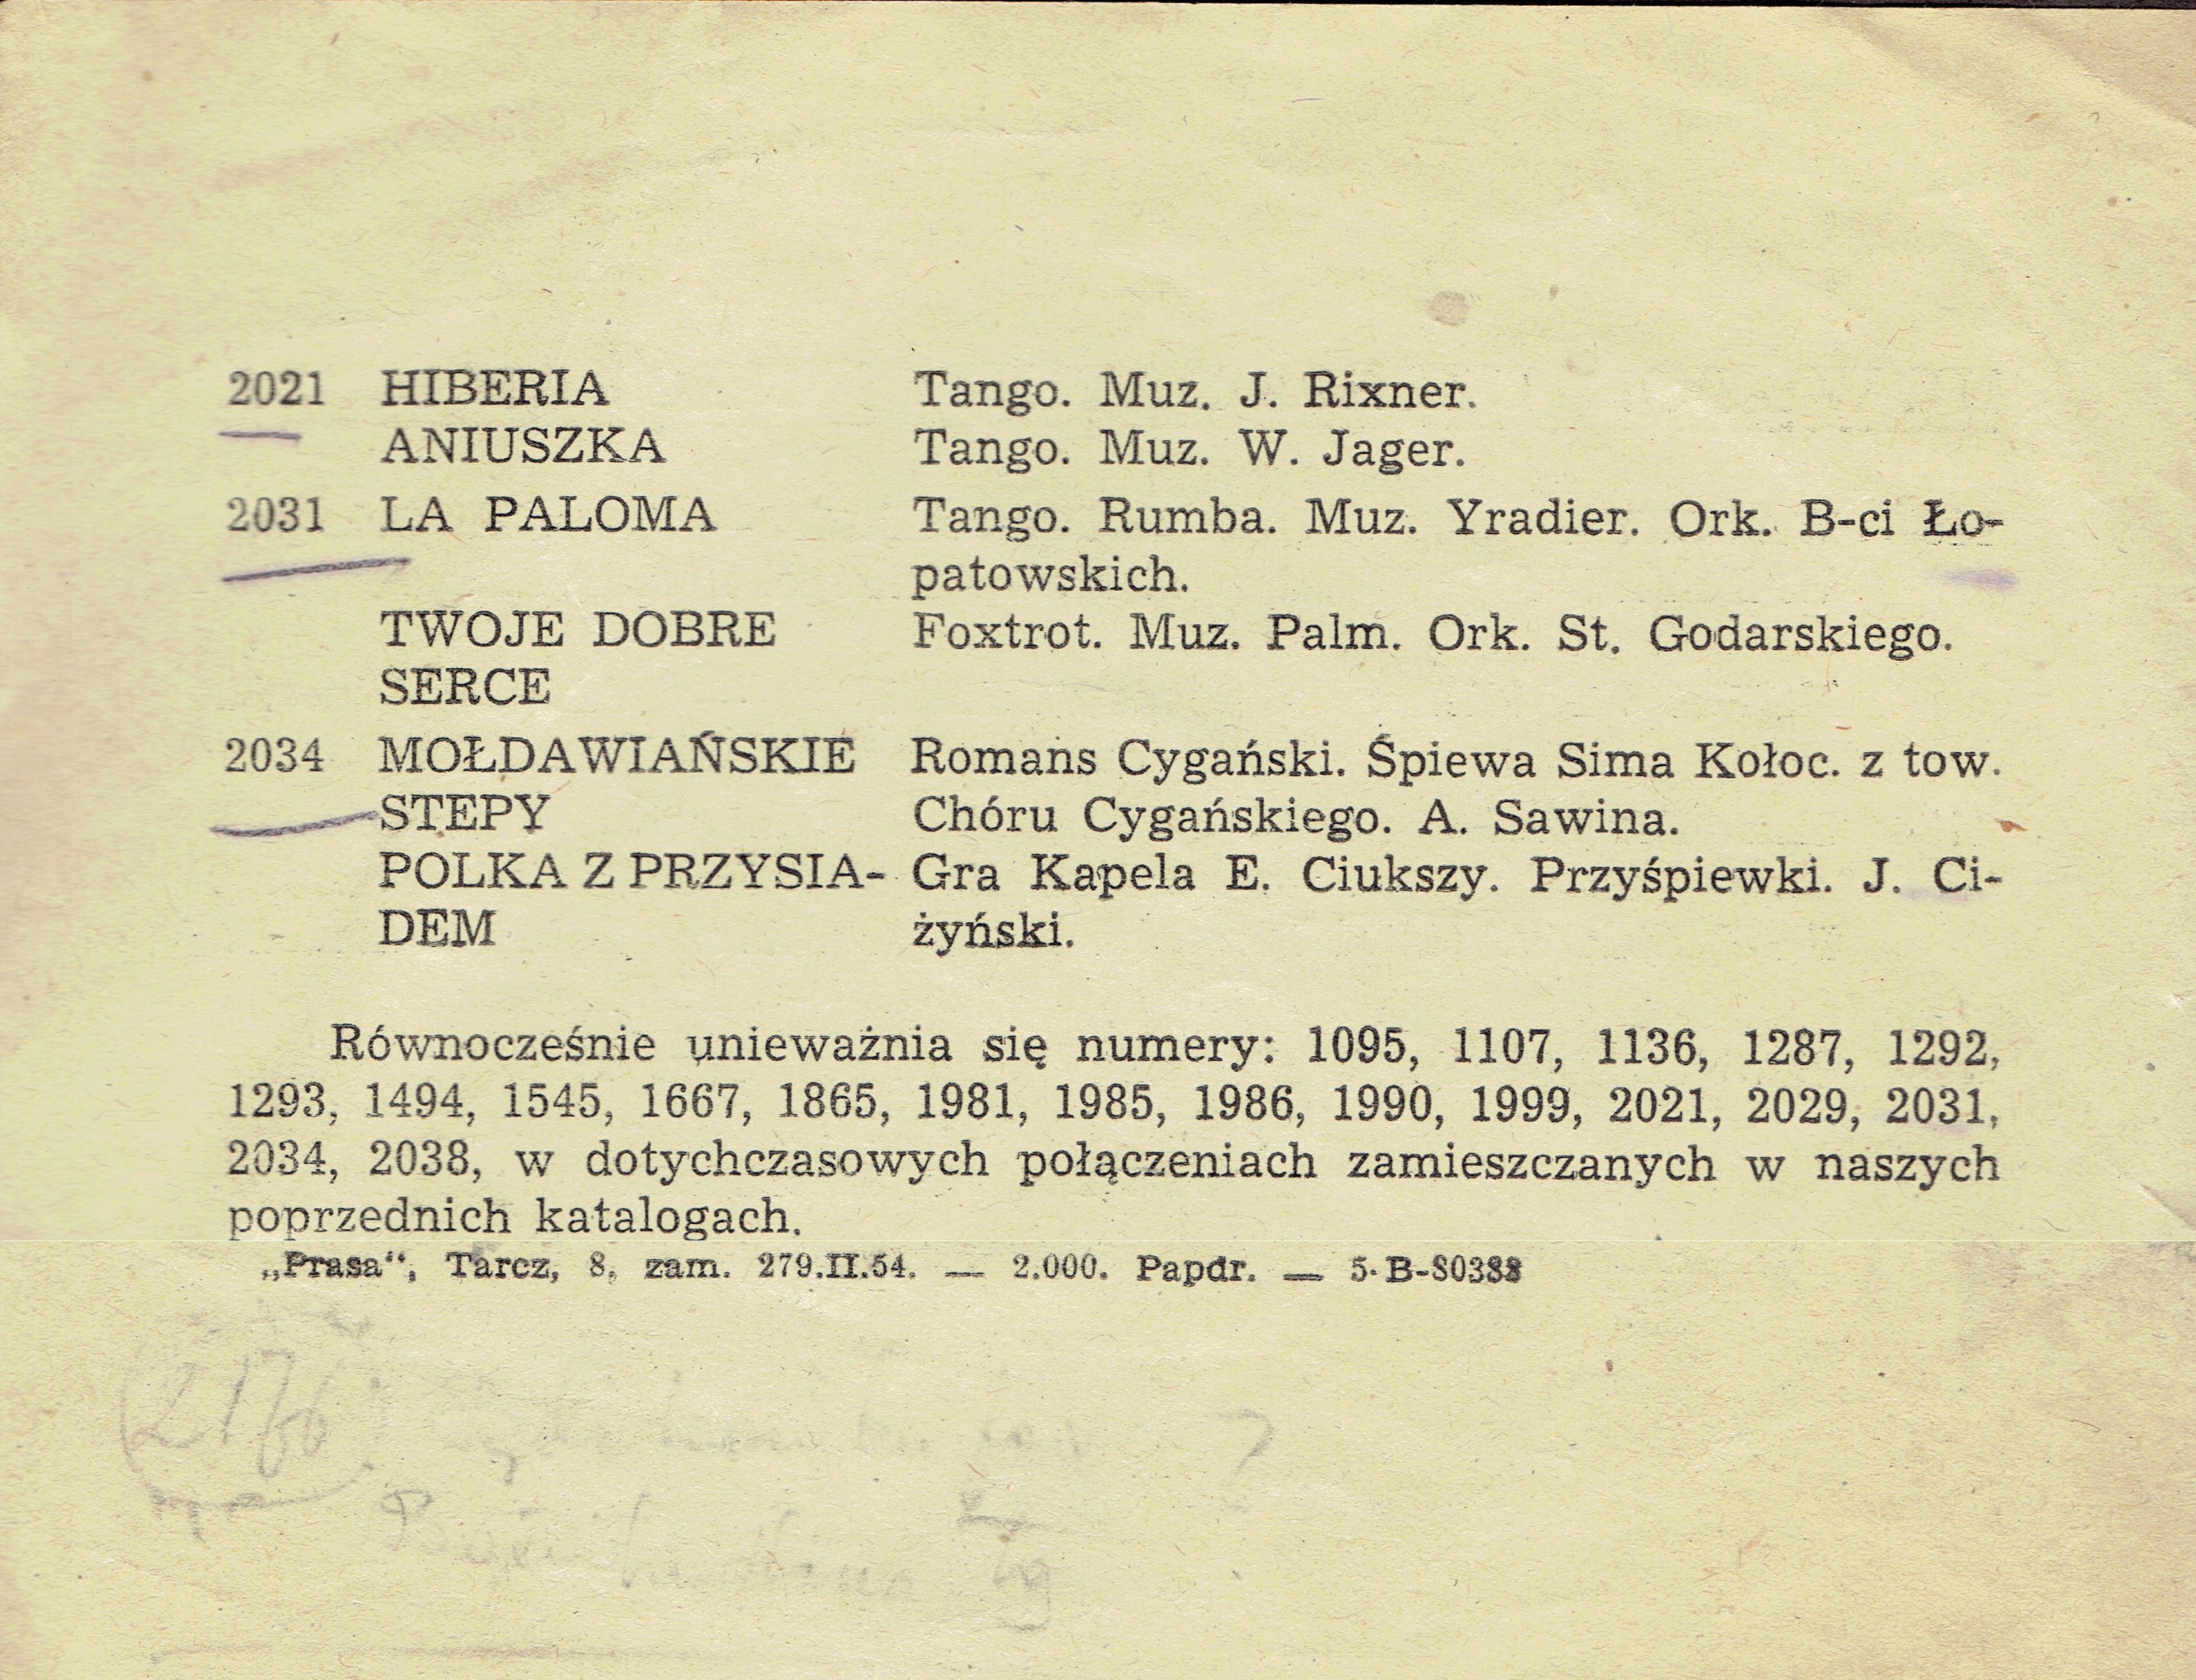 2021 HIBERIA Tango. Muz. J. Rixner.
ANIUSZKA Tango. Muz. W. Jager.
2031 LA PALOMA Tango. Rumba. Muz. Yradier. Ork. B-ci Ło-
patowskich.
TWOJE DOBRE Foxtrot. Muz. Palm. Ork. St. Godarskiego.
SERCE
2034 MOŁDAWIAŃSKIE Romans Cygański. Śpiewa Sima Kołoc. z tow.
STEPY Chóru Cygańskiego. A. Sawina.
POLKA Z PRZYSIA- Gra Kapela E. Ciukszy. Przyśpiewki. J. Ci-
DEM żyński.
Równocześnie unieważnia się numery: 1095, 1107, 1136, 1287, 1292,
1293, 1494, 1545, 1667, 1865, 1981, 1985, 1986, 1990, 1999, 2021, 2029, 2031,
2034, 2038, w dotychczasowych połączeniach zamieszczanych w naszych
poprzednich katalogach.
„Prasa“, Tarcz, 8, zam. 279.II.54. — 2.000. Papdr. — 5-B-80388